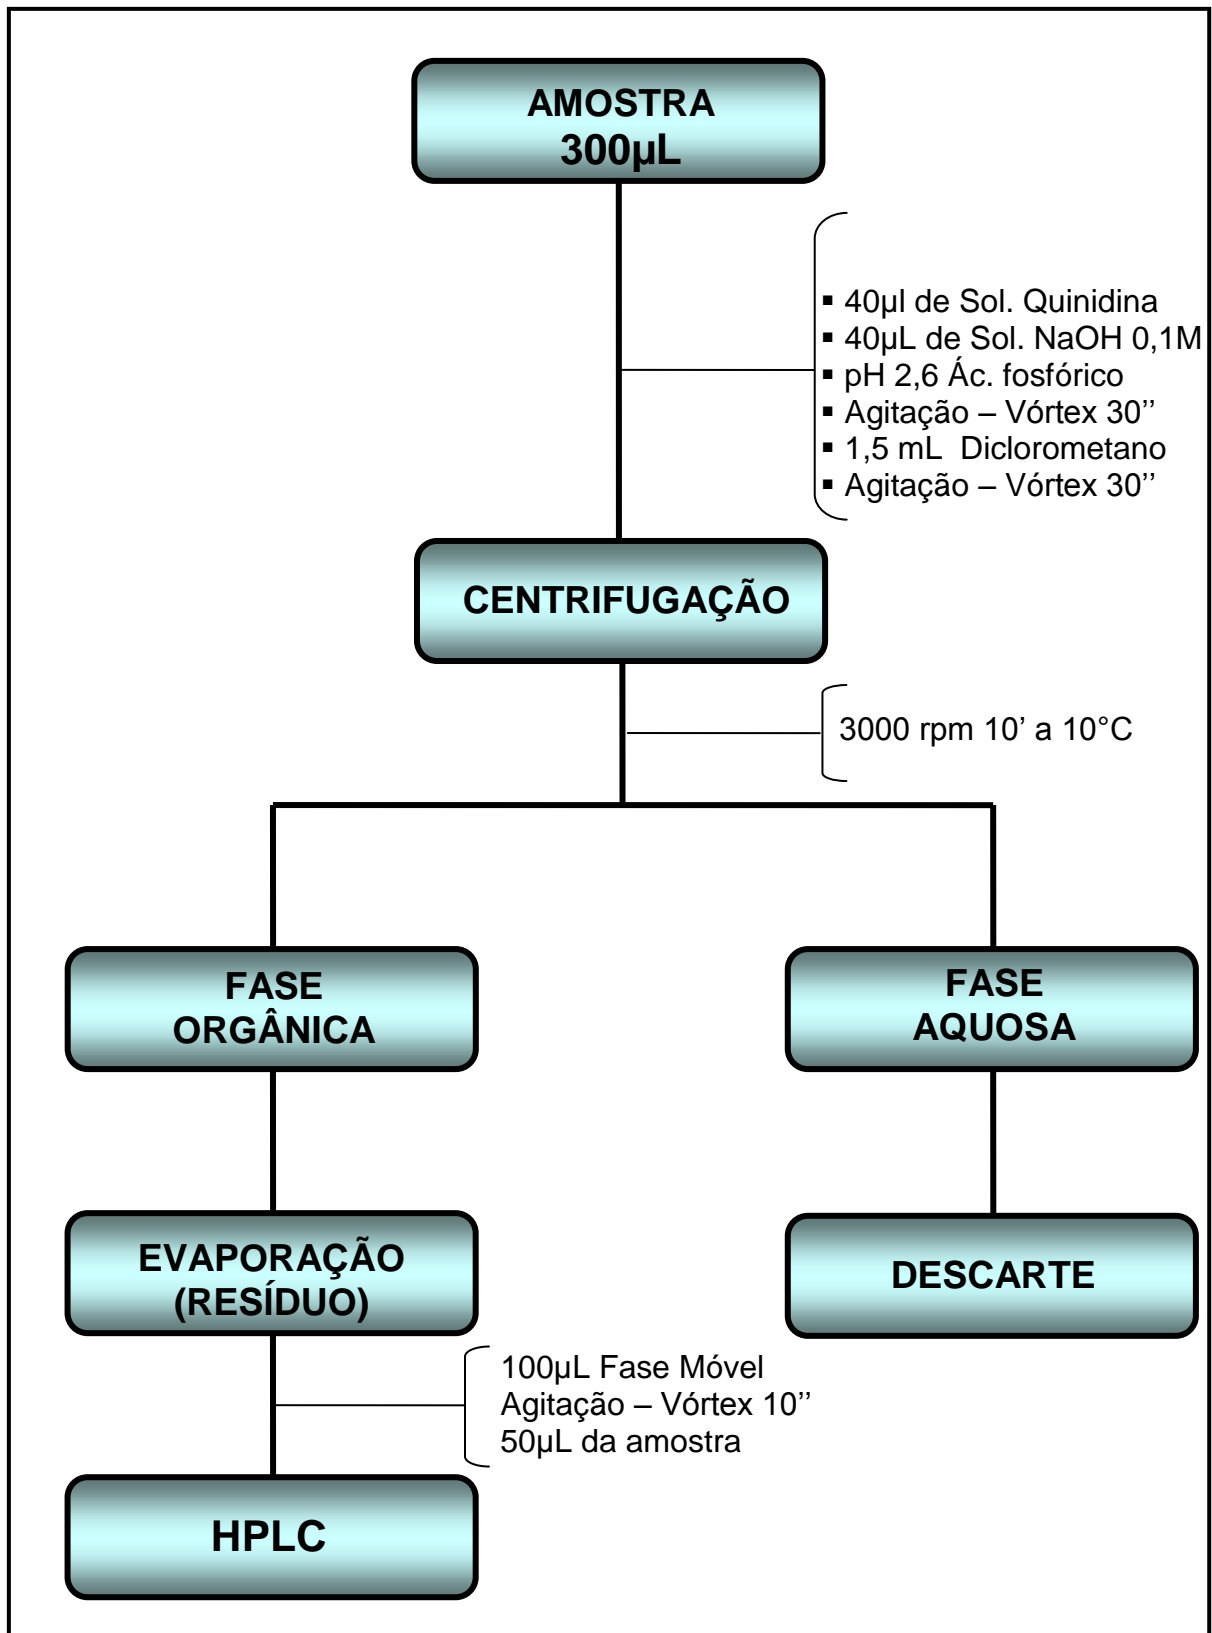 AMOSTRA
300µL
▪ 40µl de Sol. Quinidina
▪ 40µL de Sol. NaOH 0,1M
▪ pH 2,6 Ác. fosfórico
▪ Agitação – Vórtex 30’’
▪ 1,5 mL  Diclorometano
▪ Agitação – Vórtex 30’’
CENTRIFUGAÇÃO
3000 rpm 10’ a 10°C
FASE
ORGÂNICA
FASE
AQUOSA
EVAPORAÇÃO
(RESÍDUO)
DESCARTE
100µL Fase Móvel
Agitação – Vórtex 10’’
50µL da amostra
HPLC